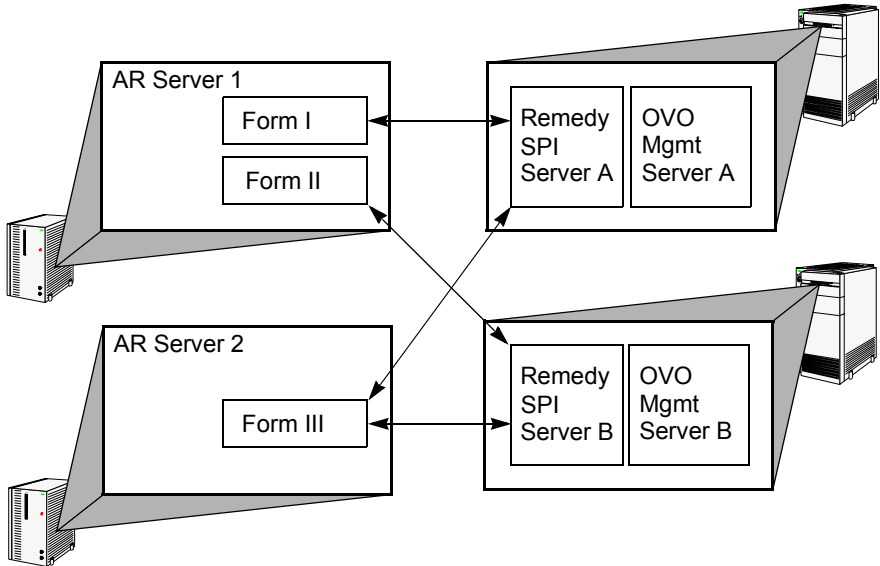 AR Server 1
Form I
Form II
Remedy
SPI
Server A
OVO
Mgmt
Server A
AR Server 2
Form III
Remedy
SPI
Server B
OVO
Mgmt
Server B